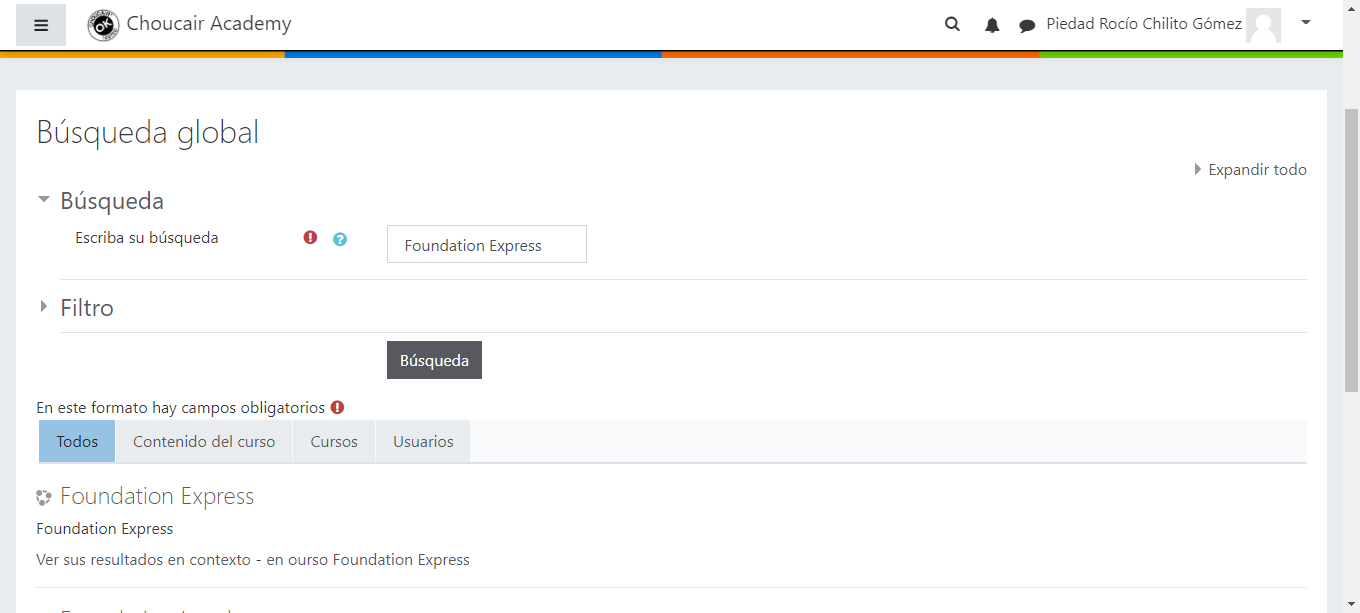 Choucair Academy
Piedad Rocío Chilito Gómez
Búsqueda global
Expandir todo
Búsqueda
Escriba su búsqueda
Foundation Express
Filtro
Búsqueda
En este formato hay campos obligatorios
Todos
Contenido del curso
Cursos
Usuarios
Foundation Express
Foundation Express
Ver sus resultados en contexto - en ourso Foundation Express